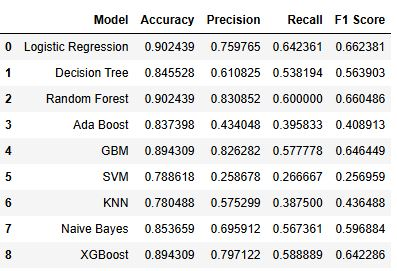 Model Accuracy Precision Recall F1 Score
0 Logistic Regression 0.902439 0.759765 0.642361 0.662381
1 Decision Tree 0.845528 0.610825 0.538194 0.563903
2 Random Forest 0.902439 0.830852 0.600000 0.660486
3 Ada Boost 0.837398 0.434048 0.395833 0.408913
4 GBM 0.894309 0.826282 0.577778 0.646449
5 SVM 0.788618 0.258678 0.266667 0.256959
6 KNN 0.780488 0.575299 0.387500 0.436488
7 Naive Bayes 0.853659 0.695912 0.567361 0.596884
8 XGBoost 0.894309 0.797122 0.588889 0.642286